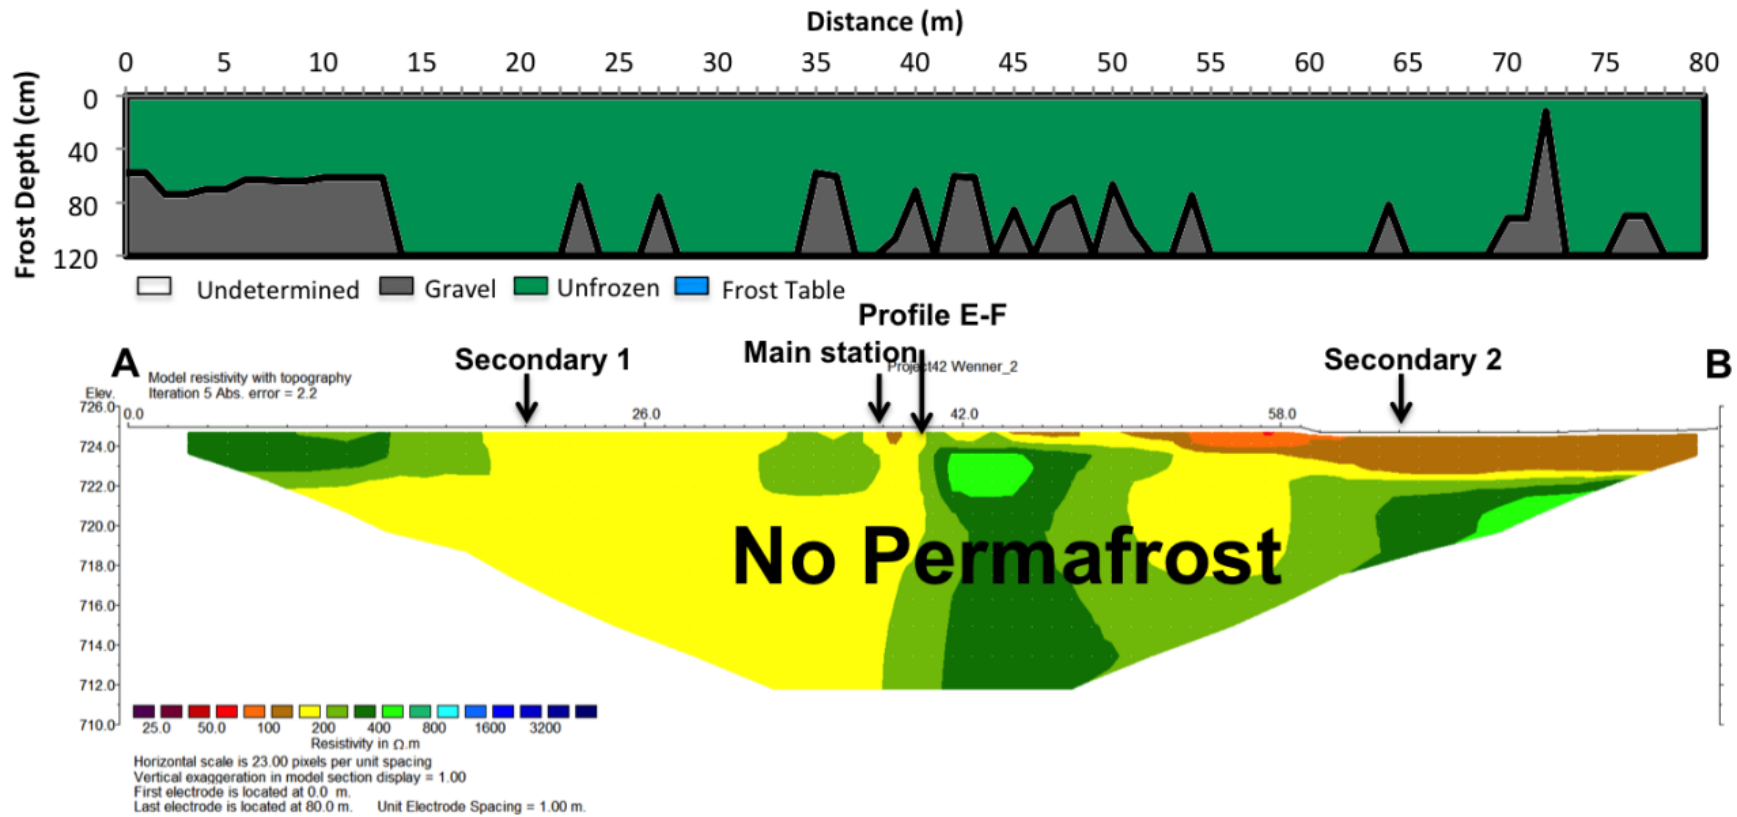 Distance (m)
0 5 10 15 20 25 30 35 40 45 50 55 60 65 70 75 80
Frost Depth (cm)
0
40
80
120
Undetermined Gravel Unfrozen Frost Table
Profile E-F
A Secondary 1 Main station Secondary 2 B
Project42 Wenner_2
Model resistivity with topography
Elev. Iteration 5 Abs. error = 2.2
726.0 0.0 26.0 42.0 58.0
724.0
722.0
720.0
No Permafrost
718.0
716.0
714.0
712.0
710.0
25.0 50.0 100 200 400 800 1600 3200
Resistivity in Ω.m
Horizontal scale is 23.00 pixels per unit spacing
Vertical exaggeration in model section display = 1.00
First electrode is located at 0.0 m.
Last electrode is located at 80.0 m. Unit Electrode Spacing = 1.00 m.